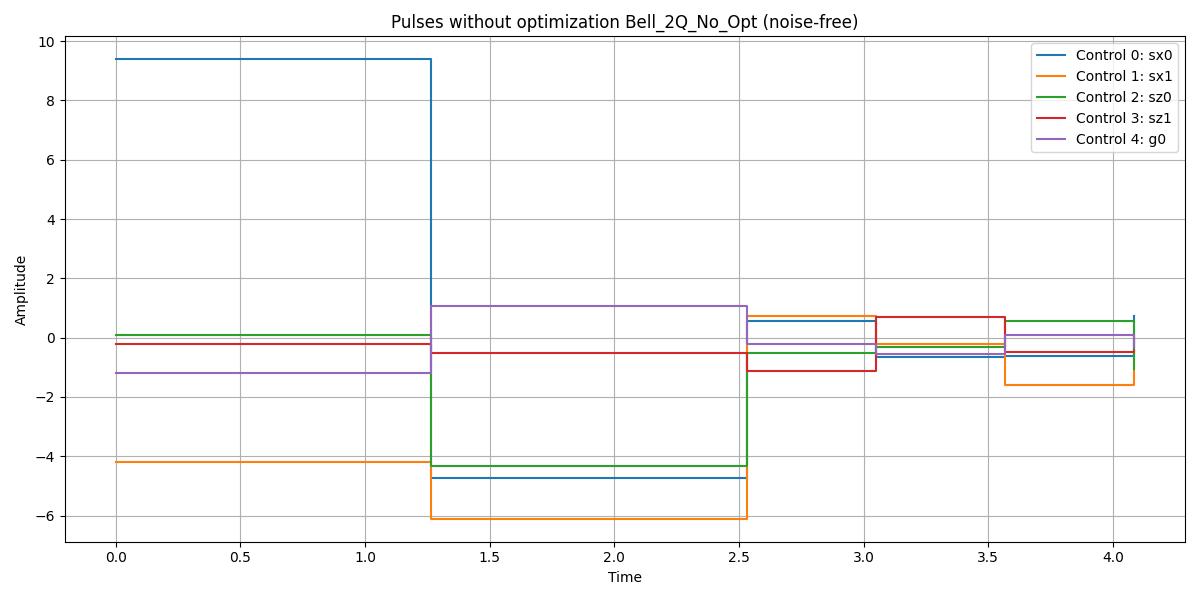 Pulses without optimization Bell_2Q_No_Opt (noise-free)
Control 0: sx0
Control 1: sx1
Control 2: sz0
Control 3: sz1
Control 4: g0
Amplitude
10
8
6
4
2
0
−2
−4
−6
0.0 0.5 1.0 1.5 2.0 2.5 3.0 3.5 4.0
Time